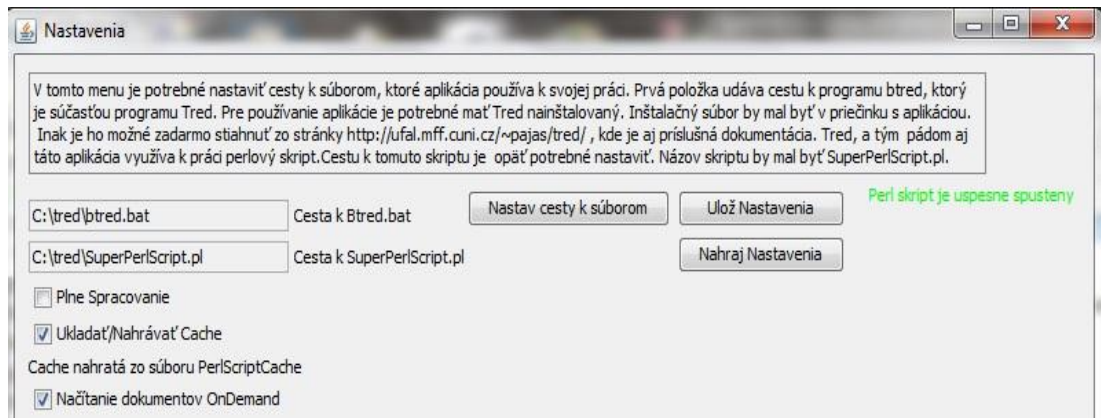 Nastavenia
V tomto menu je potrebné nastaviť cesty k súborom, ktoré aplikácia používa k svojej práci. Prvá položka udáva cestu k programu btred, ktorý
je súčasťou programu Tred. Pre používanie aplikácie je potrebné mať Tred nainštalovaný. Inštalačný súbor by mal byť v priečinku s aplikáciou.
Inak je ho možné zadarmo stiahnuť zo stránky http://ufal.mff.cuni.cz/~pajas/tred/ , kde je aj príslušná dokumentácia. Tred, a tým pádom aj
táto aplikácia využíva k práci perlový skript.Cestu k tomuto skriptu je opäť potrebné nastaviť. Názov skriptu by mal byť SuperPerlScript.pl.
C:\tred\btred.bat Cesta k Btred.bat Nastav cesty k súborom Ulož Nastavenia Perl skript je uspesne spusteny
C:\tred\SuperPerlScript.pl Cesta k SuperPerlScript.pl Nahraj Nastavenia
Plne Spracovanie
Ukladať/Nahrávať Cache
Cache nahratá zo súboru PerlScriptCache
Načítanie dokumentov OnDemand